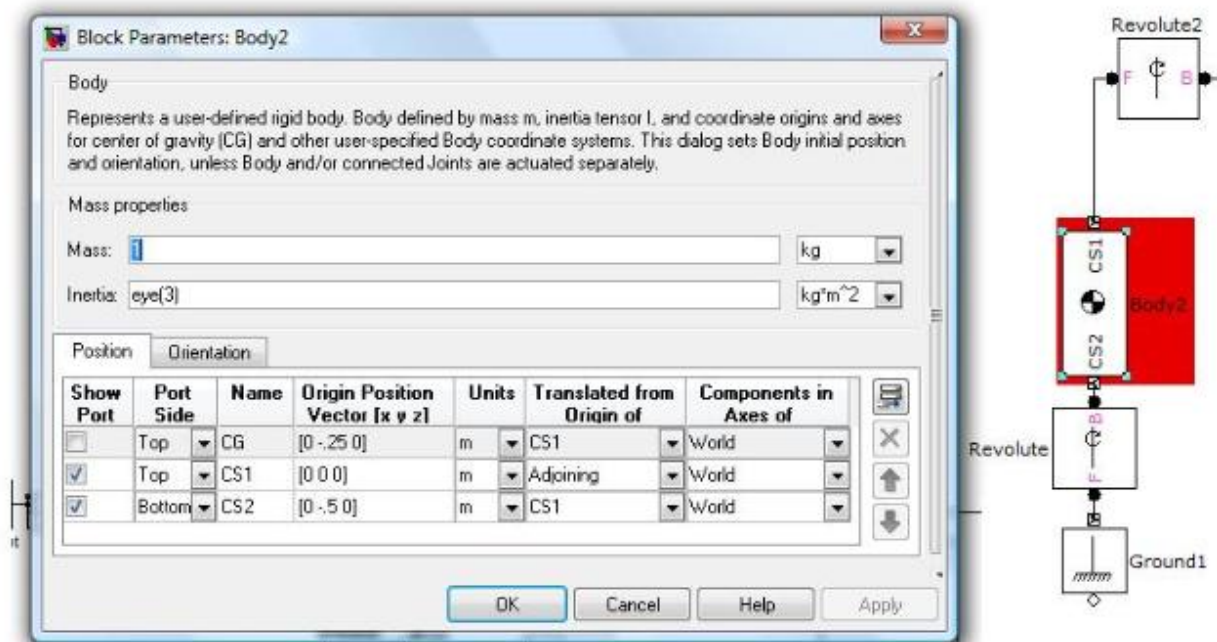 Block Parameters: Body2
Body
Represents a user-defined rigid body. Body defined by mass m, inertia tensor I, and coordinate origins and axes
for center of gravity (CG) and other user-specified Body coordinate systems. This dialog sets Body initial position
and orientation, unless Body and/or connected Joints are actuated separately.
Mass properties
Mass: 1 kg
Inertia: eye(3) kg*m^2
Position Orientation
Show Port Port Side Name Origin Position Vector [x y z] Units Translated from Origin of Components in Axes of
Top CG [0 -.25 0] m CS1 World
Top CS1 [0 0 0] m Adjoining World
Bottom CS2 [0 -.5 0] m CS1 World
OK Cancel Help Apply
Revolute2
F B
CS1
Body2
CS2
B
Revolute
F
Ground1